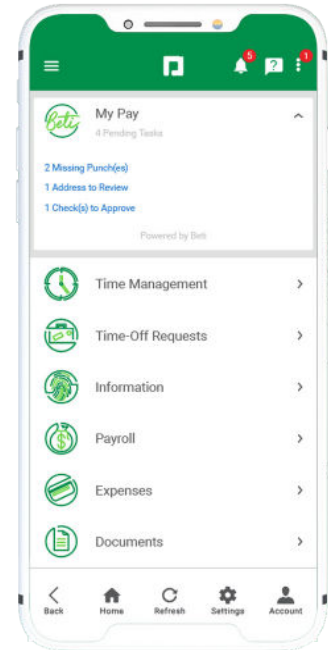 5
?
1
Beti
My Pay
4 Pending Tasks
2 Missing Punch(es)
1 Address to Review
1 Check(s) to Approve
Powered by Beti
Time Management
Time-Off Requests
Information
Payroll
Expenses
Documents
Back Home Refresh Settings Account